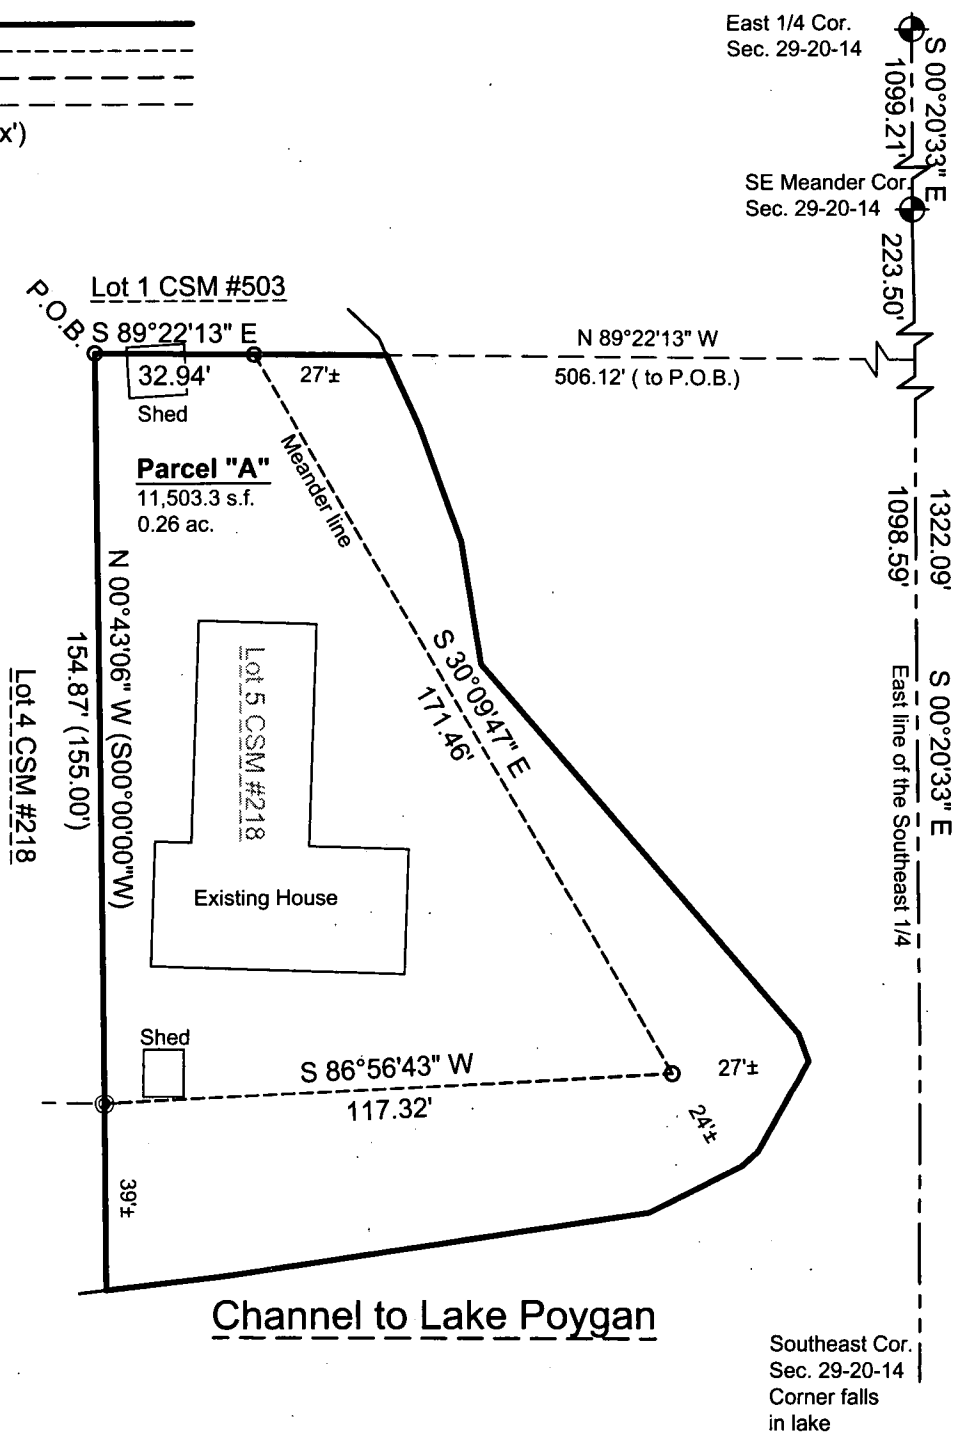 x')
East 1/4 Cor.
Sec. 29-20-14
S 00°20'33" E
1099.21'
SE Meander Cor.
Sec. 29-20-14
223.50'
Lot 1 CSM #503
P.O.B.
S 89°22'13" E
32.94'
27'±
Shed
N 89°22'13" W
506.12' ( to P.O.B.)
Parcel "A"
11,503.3 s.f.
0.26 ac.
Meander line
1322.09'
S 00°20'33" E
1098.59'
East line of the Southeast 1/4
N 00°43'06" W (S00°00'00"W)
154.87' (155.00')
Lot 4 CSM #218
Lot 5 CSM #218
S 30°09'47" E
171.46'
Existing House
Shed
S 86°56'43" W
117.32'
27'±
24'±
39'±
Channel to Lake Poygan
Southeast Cor.
Sec. 29-20-14
Corner falls
in lake